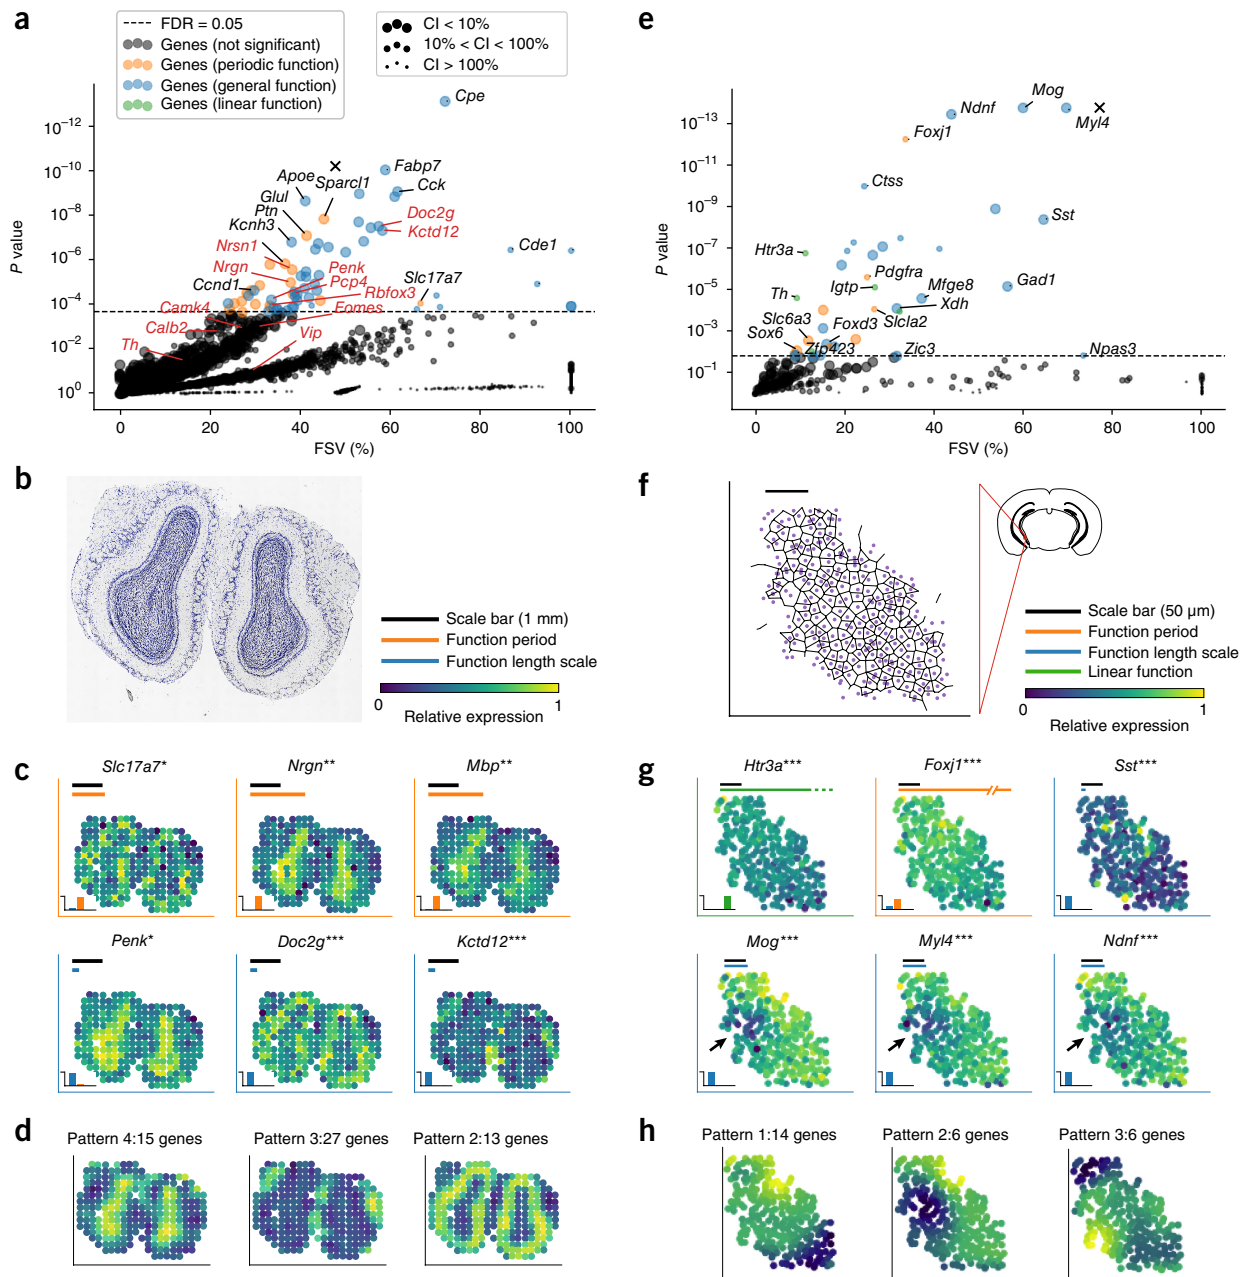 a
FDR = 0.05
Genes (not significant)
Genes (periodic function)
Genes (general function)
Genes (linear function)
CI < 10%
10% < CI < 100%
CI > 100%
P value
10⁻¹²
10⁻¹⁰
10⁻⁸
10⁻⁶
10⁻⁴
10⁻²
10⁰
0 20 40 60 80 100
FSV (%)
Cpe
×
Fabp7
Apoe
Sparcl1
Cck
Glul
Ptn
Doc2g
Kcnh3
Kctd12
Nrsn1
Cde1
Nrgn
Penk
Slc17a7
Ccnd1
Pcp4
Rbfox3
Camk4
Eomes
Calb2
Vip
Th
e
P value
10⁻¹³
10⁻¹¹
10⁻⁹
10⁻⁷
10⁻⁵
10⁻³
10⁻¹
0 20 40 60 80 100
FSV (%)
Mog
Ndnf
×
Myl4
Foxj1
Ctss
Sst
Htr3a
Pdgfra
Gad1
Igtp
Th
Mfge8
Xdh
Slc6a3
Foxd3
Slcla2
Sox6
Zfp423
Zic3
Npas3
b
Scale bar (1 mm)
Function period
Function length scale
0 1
Relative expression
f
Scale bar (50 µm)
Function period
Function length scale
Linear function
0 1
Relative expression
c
Slc17a7*
Nrgn**
Mbp**
Penk*
Doc2g***
Kctd12***
g
Htr3a***
Foxj1***
Sst***
Mog***
Myl4***
Ndnf***
d
Pattern 4:15 genes
Pattern 3:27 genes
Pattern 2:13 genes
h
Pattern 1:14 genes
Pattern 2:6 genes
Pattern 3:6 genes